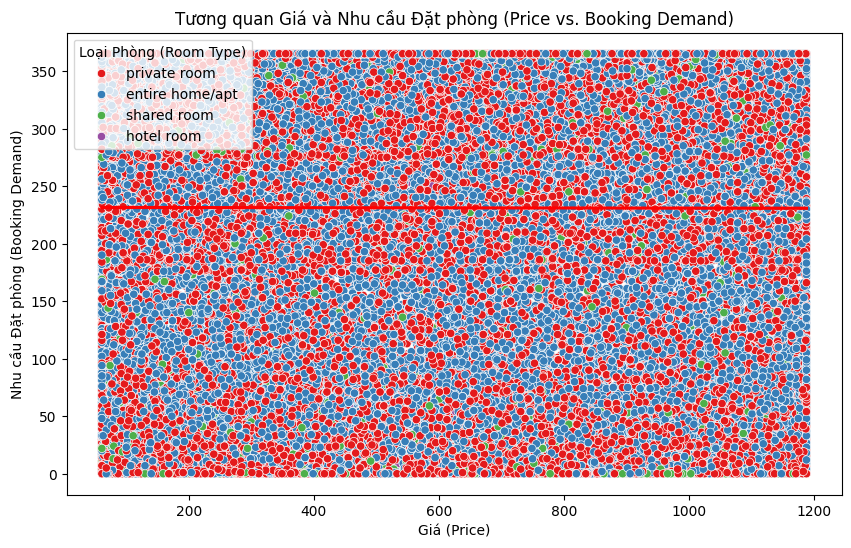 Tương quan Giá và Nhu cầu Đặt phòng (Price vs. Booking Demand)
Loại Phòng (Room Type)
private room
entire home/apt
shared room
hotel room
Nhu cầu Đặt phòng (Booking Demand)
350
300
250
200
150
100
50
0
200
400
600
800
1000
1200
Giá (Price)